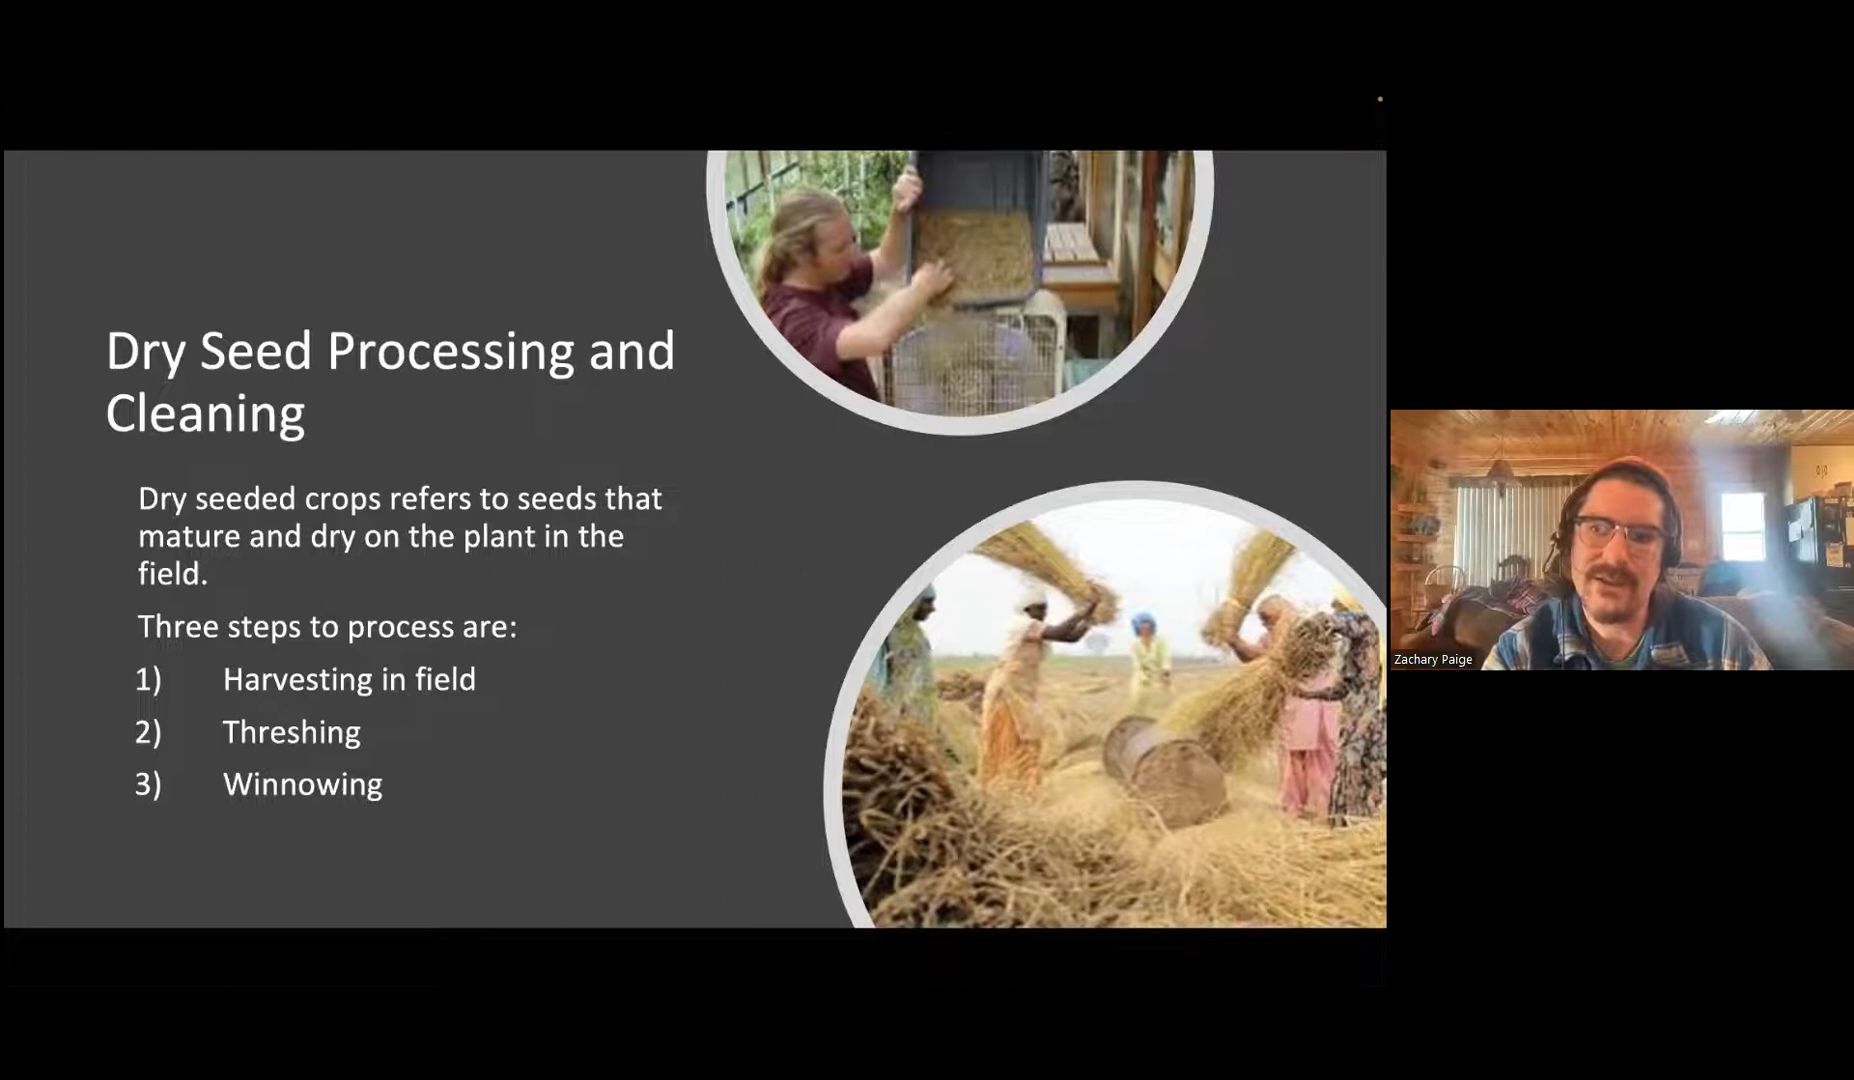 Dry Seed Processing and
Cleaning
Dry seeded crops refers to seeds that
mature and dry on the plant in the
field.
Three steps to process are:
1) Harvesting in field
2) Threshing
3) Winnowing
Zachary Paige